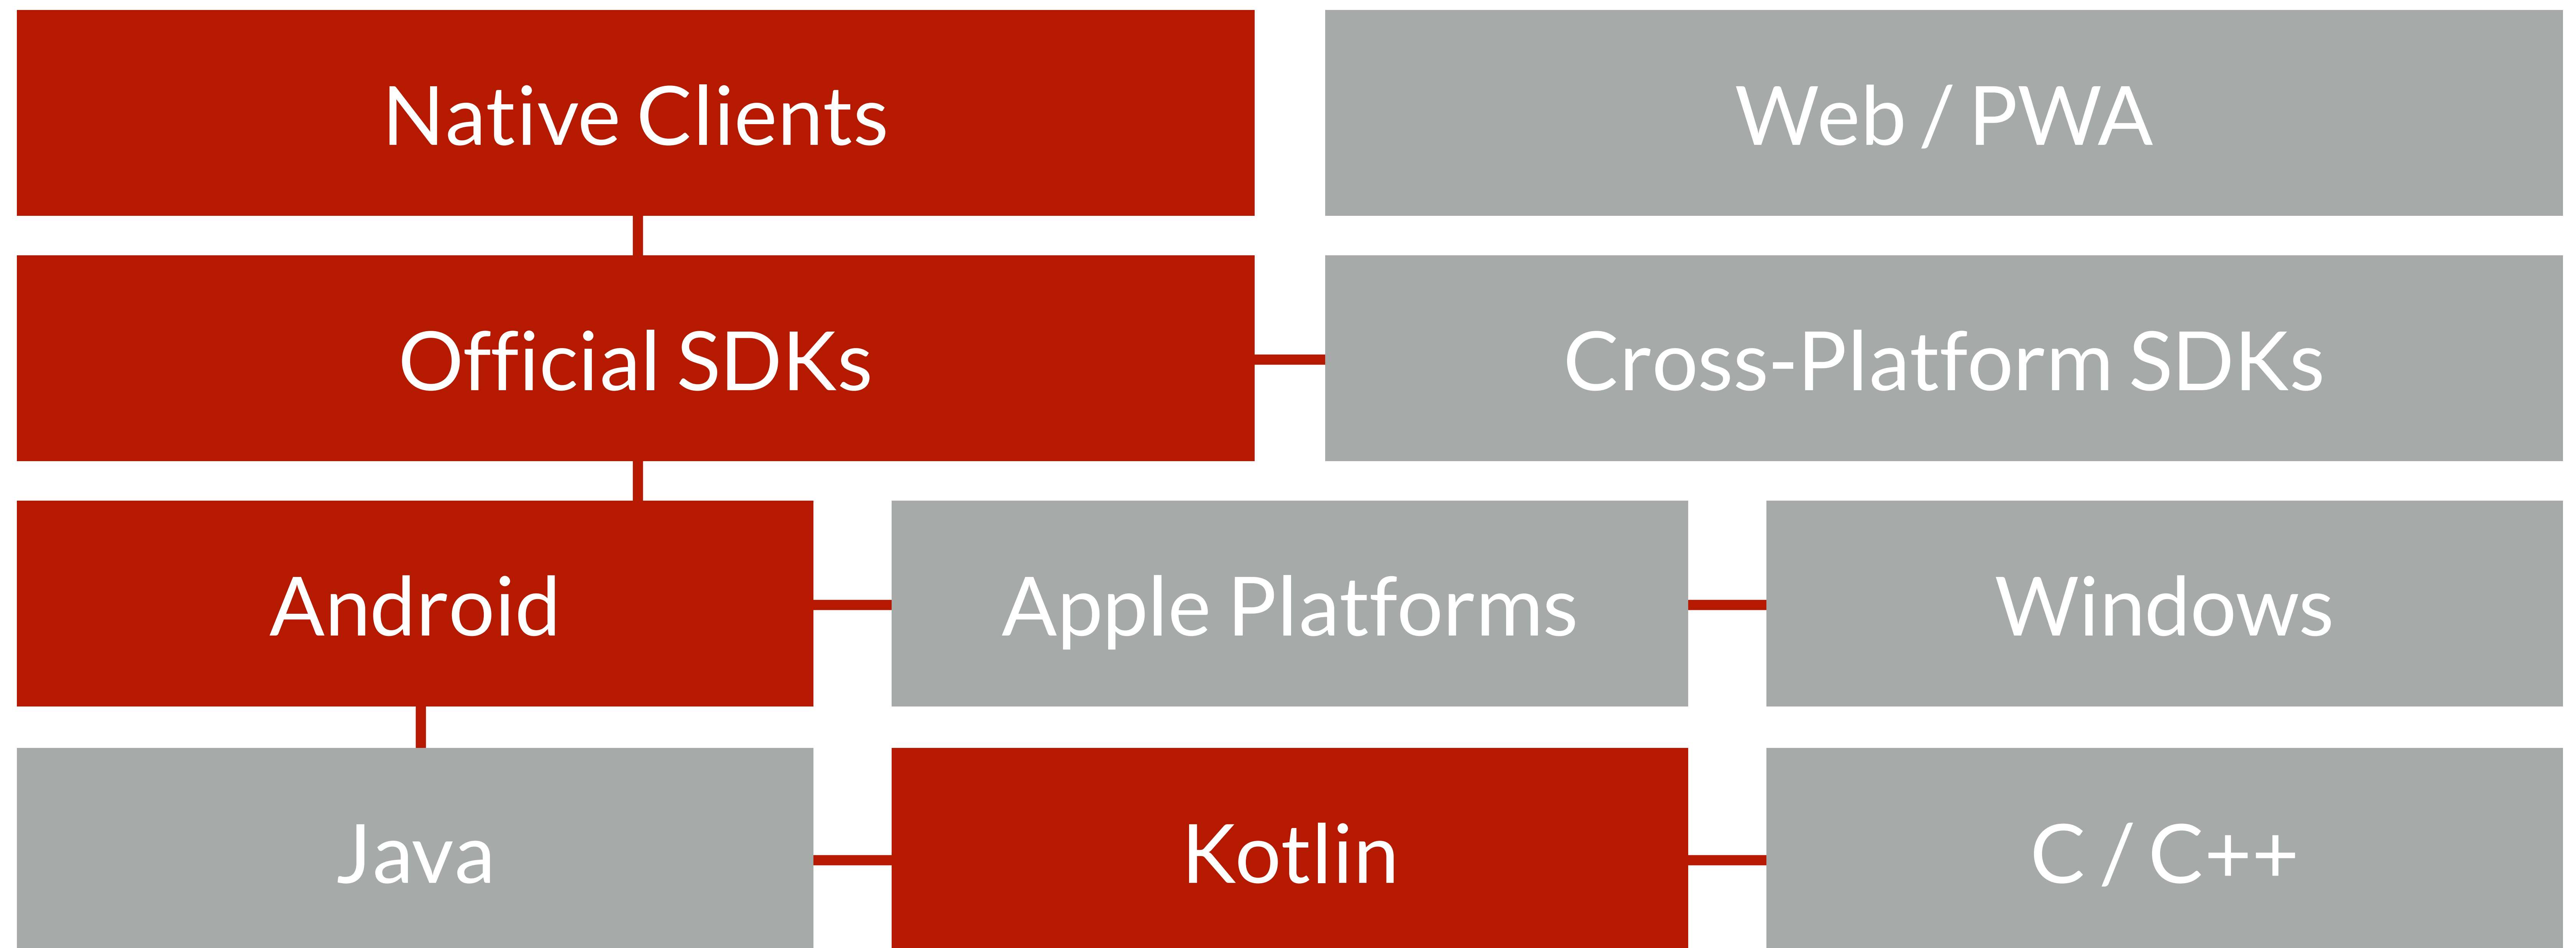 Native Clients
Web / PWA
Official SDKs
Cross-Platform SDKs
Android
Apple Platforms
Windows
Java
Kotlin
C / C++